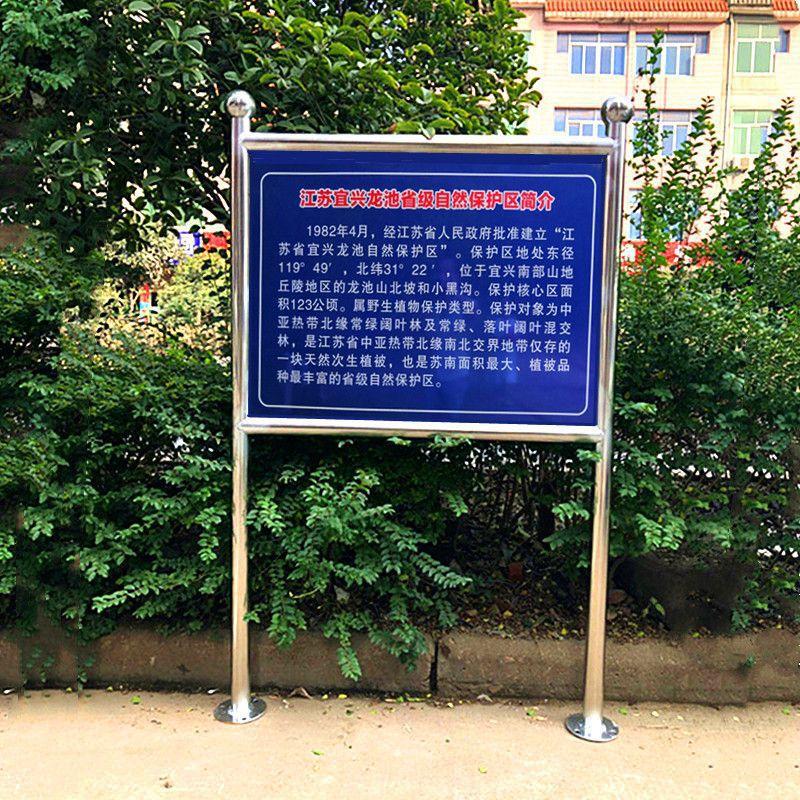 江苏宜兴龙池省级自然保护区简介
1982年4月，经江苏省人民政府批准建立“江
苏省宜兴龙池自然保护区”。保护区地处东径
119° 49′，北纬31° 22 ′，位于宜兴南部山地
丘陵地区的龙池山北坡和小黑沟。保护核心区面
积123公顷。属野生植物保护类型。保护对象为中
亚热带北缘常绿阔叶林及常绿、落叶阔叶混交
林，是江苏省中亚热带北缘南北交界地带仅存的
一块天然次生植被，也是苏南面积最大、植被品
种最丰富的省级自然保护区。